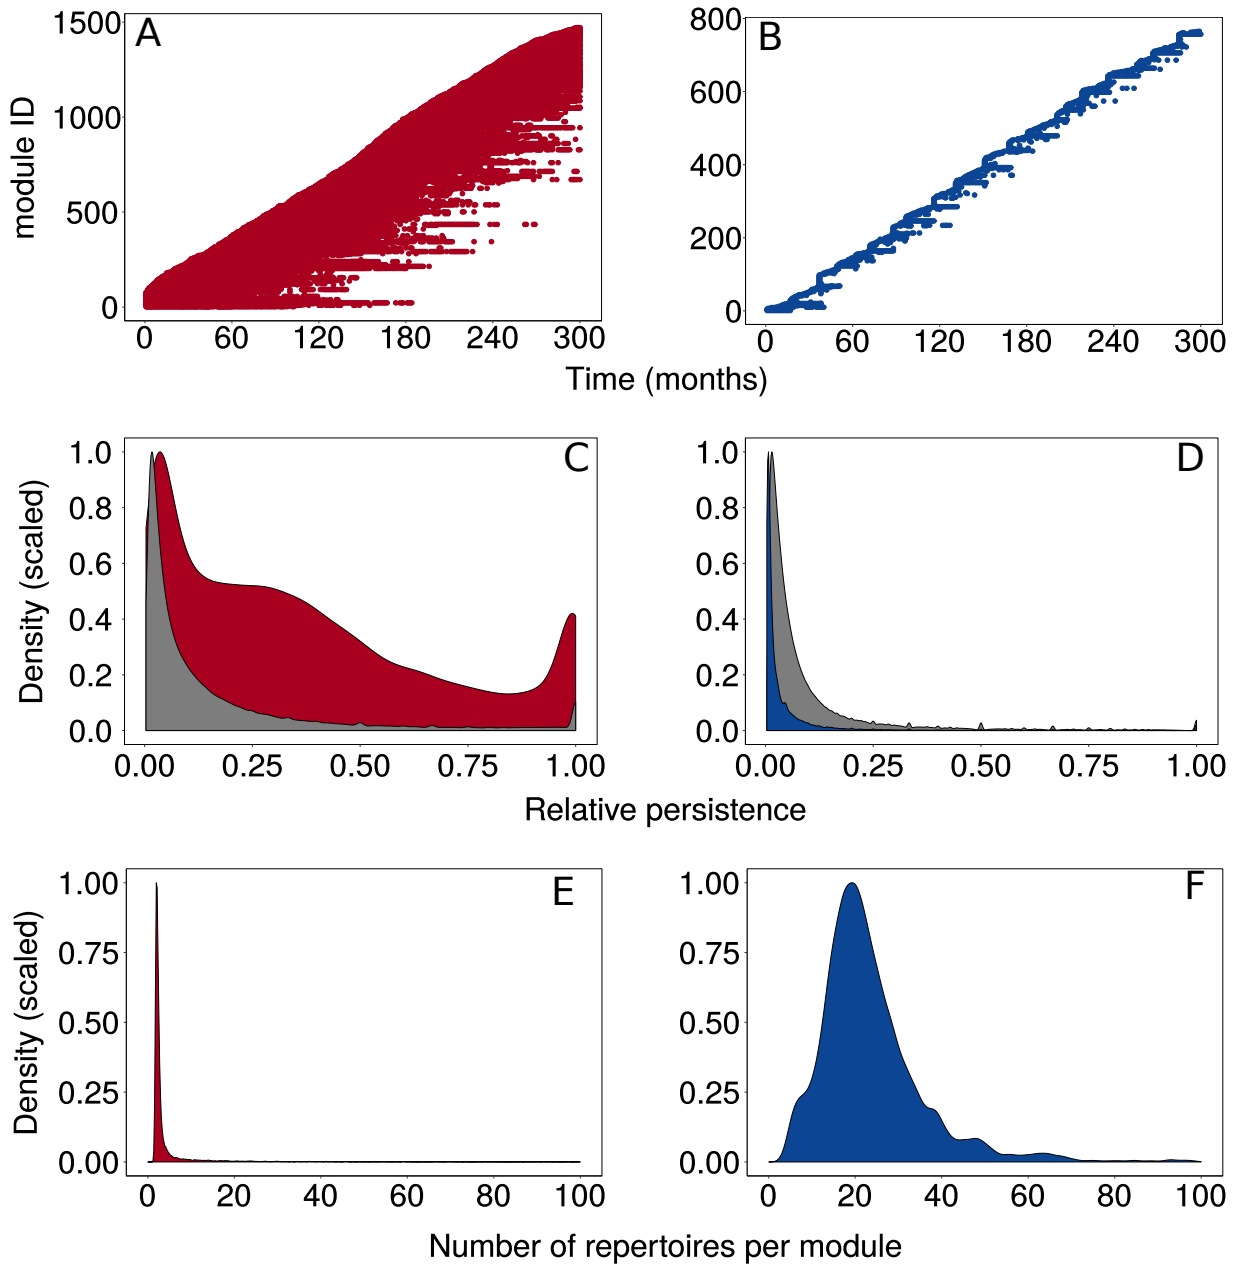 A
B
1500
1000
500
0
module ID
0 60 120 180 240 300
800
600
400
200
0
0 60 120 180 240 300
Time (months)
C
D
1.0
0.8
0.6
0.4
0.2
0.0
Density (scaled)
0.00 0.25 0.50 0.75 1.00
1.0
0.8
0.6
0.4
0.2
0.0
0.00 0.25 0.50 0.75 1.00
Relative persistence
E
F
1.00
0.75
0.50
0.25
0.00
Density (scaled)
0 20 40 60 80 100
1.00
0.75
0.50
0.25
0.00
0 20 40 60 80 100
Number of repertoires per module